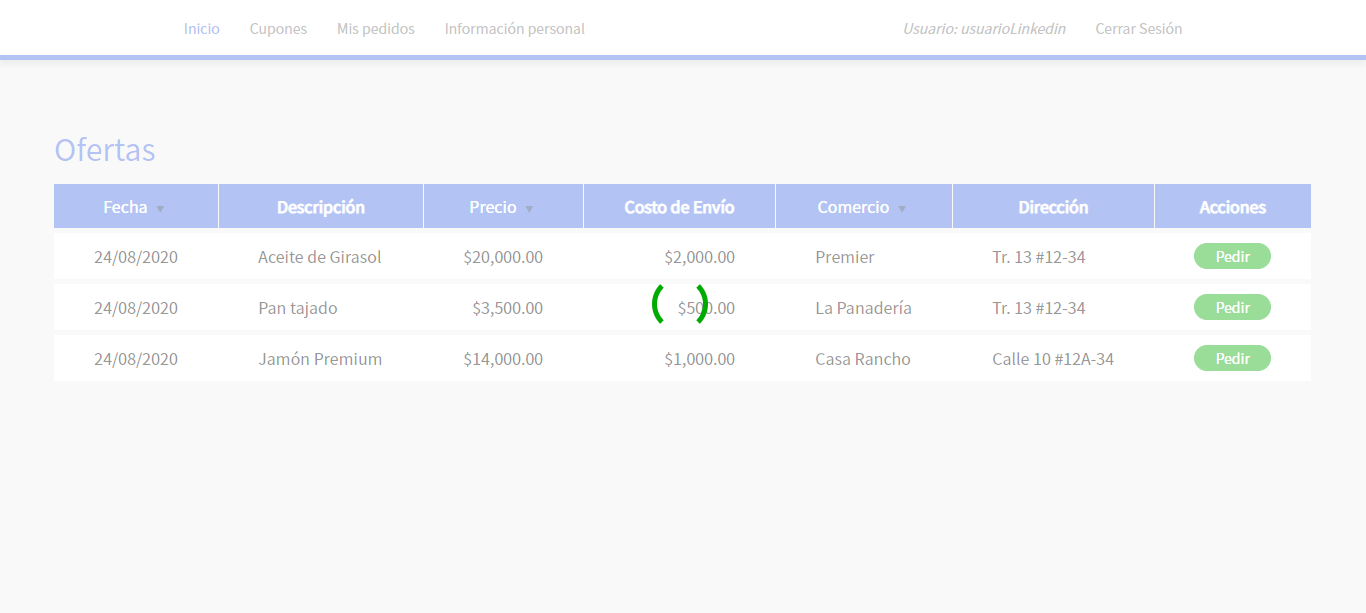 Inicio Cupones Mis pedidos Información personal Usuario: usuarioLinkedin Cerrar Sesión
Ofertas
Fecha Descripción Precio Costo de Envío Comercio Dirección Acciones
24/08/2020 Aceite de Girasol $20,000.00 $2,000.00 Premier Tr. 13 #12-34 Pedir
24/08/2020 Pan tajado $3,500.00 $500.00 La Panadería Tr. 13 #12-34 Pedir
24/08/2020 Jamón Premium $14,000.00 $1,000.00 Casa Rancho Calle 10 #12A-34 Pedir